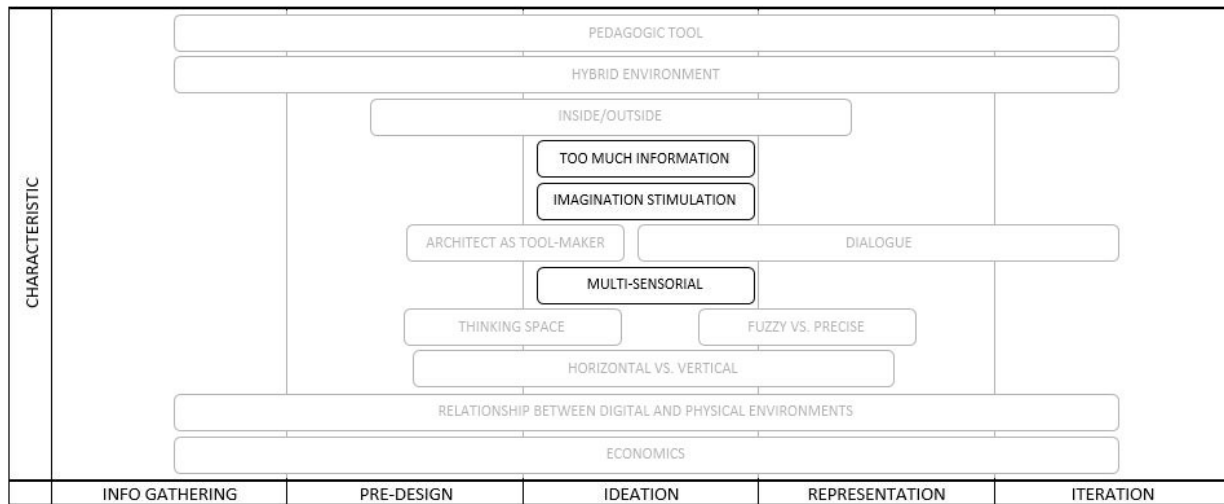 PEDAGOGIC TOOL
HYBRID ENVIRONMENT
INSIDE/OUTSIDE
TOO MUCH INFORMATION
IMAGINATION STIMULATION
ARCHITECT AS TOOL-MAKER
DIALOGUE
MULTI-SENSORIAL
THINKING SPACE
FUZZY VS. PRECISE
HORIZONTAL VS. VERTICAL
RELATIONSHIP BETWEEN DIGITAL AND PHYSICAL ENVIRONMENTS
ECONOMICS
CHARACTERISTIC
INFO GATHERING
PRE-DESIGN
IDEATION
REPRESENTATION
ITERATION